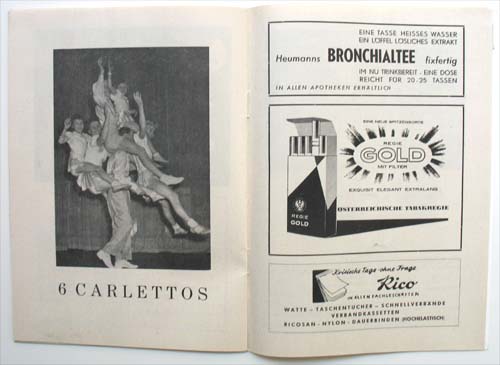 6 CARLETTOS
EINE TASSE HEISSES WASSER
EIN LÖFFEL LÖSLICHES EXTRAKT
Heumanns BRONCHIALTEE fixfertig
IM NU TRINKBEREIT - EINE DOSE
REICHT FÜR 20-25 TASSEN
IN ALLEN APOTHEKEN ERHÄLTLICH
EINE NEUE SPITZENSORTE
REGIE
GOLD
MIT FILTER
EXQUISIT ELEGANT EXTRALANG
ÖSTERREICHISCHE TABAKREGIE
REGIE
GOLD
Kritische Tage - ohne Frage
Rico
IN ALLEN FACHGESCHÄFTEN
WATTE - TASCHENTÜCHER - SCHNELLVERBÄNDE
VERBANDKASSETTEN
RICOSAN - NYLON - DAUERBINDEN (HOCHELASTISCH)